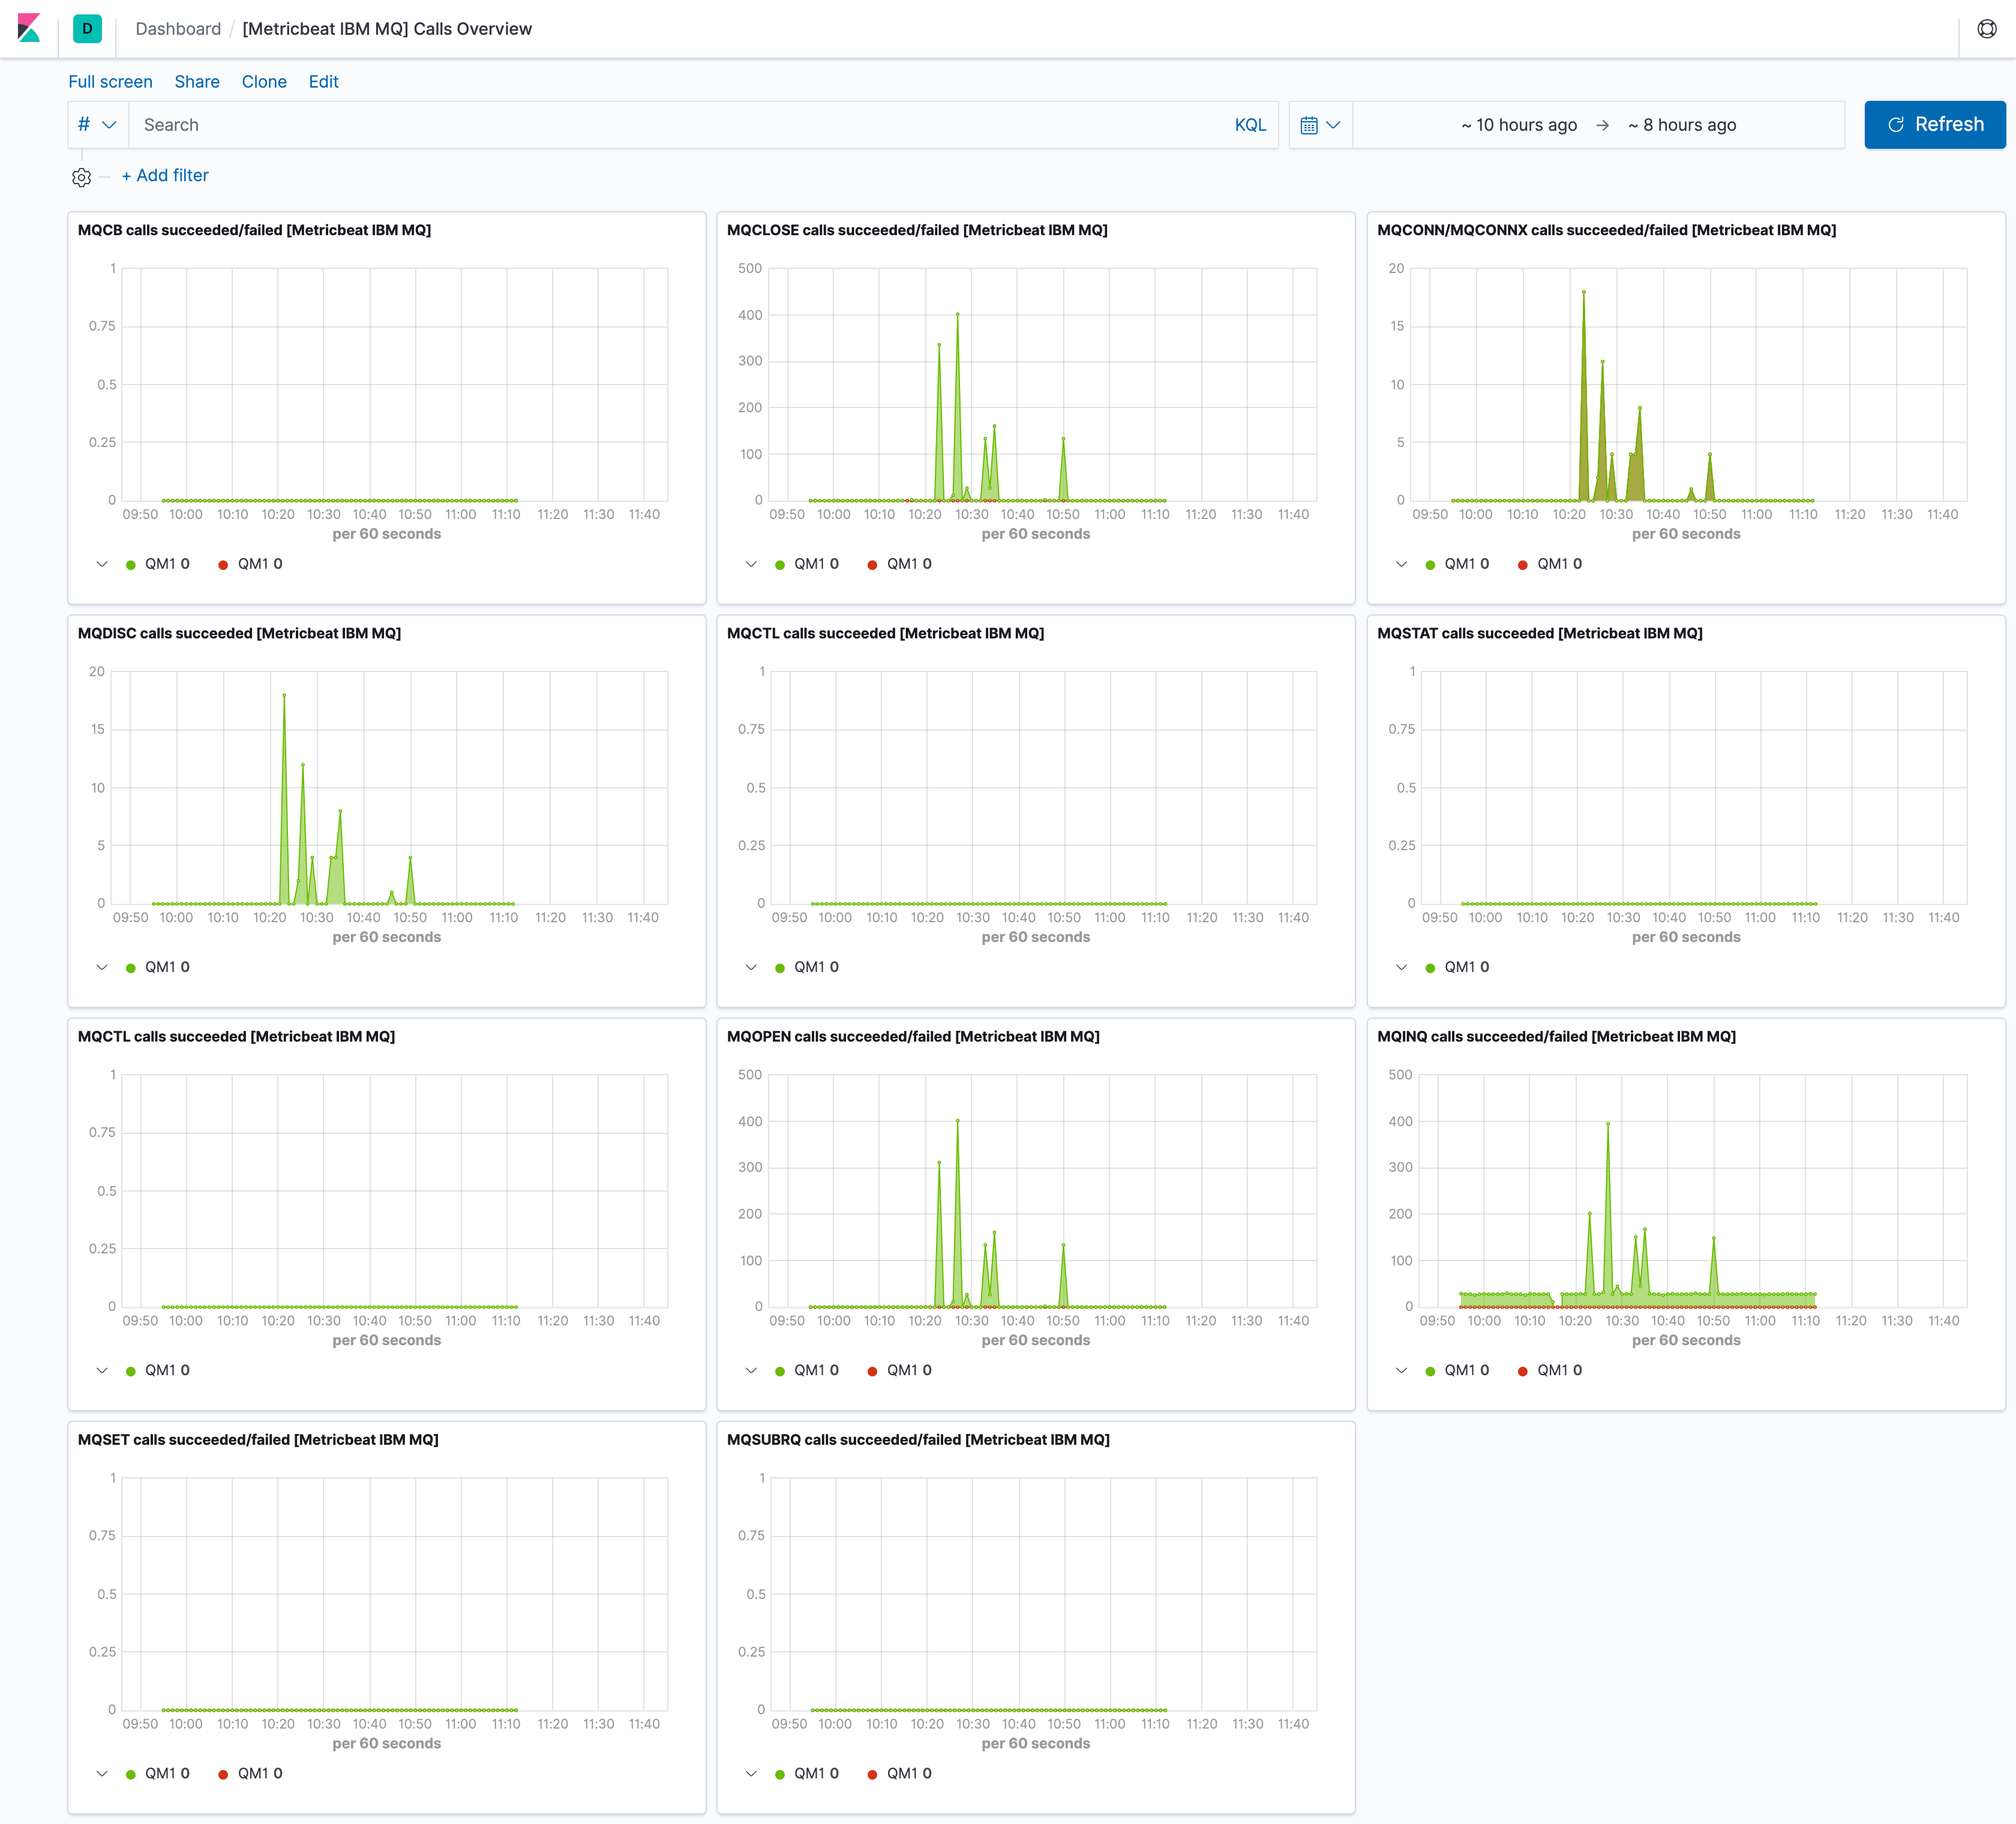 D Dashboard / [Metricbeat IBM MQ] Calls Overview
Full screen Share Clone Edit
# Search KQL ~ 10 hours ago → ~ 8 hours ago Refresh
+ Add filter
MQCB calls succeeded/failed [Metricbeat IBM MQ]
1
0.75
0.5
0.25
0
09:50 10:00 10:10 10:20 10:30 10:40 10:50 11:00 11:10 11:20 11:30 11:40
per 60 seconds
QM1 0 QM1 0
MQCLOSE calls succeeded/failed [Metricbeat IBM MQ]
500
400
300
200
100
0
09:50 10:00 10:10 10:20 10:30 10:40 10:50 11:00 11:10 11:20 11:30 11:40
per 60 seconds
QM1 0 QM1 0
MQCONN/MQCONNX calls succeeded/failed [Metricbeat IBM MQ]
20
15
10
5
0
09:50 10:00 10:10 10:20 10:30 10:40 10:50 11:00 11:10 11:20 11:30 11:40
per 60 seconds
QM1 0 QM1 0
MQDISC calls succeeded [Metricbeat IBM MQ]
20
15
10
5
0
09:50 10:00 10:10 10:20 10:30 10:40 10:50 11:00 11:10 11:20 11:30 11:40
per 60 seconds
QM1 0
MQCTL calls succeeded [Metricbeat IBM MQ]
1
0.75
0.5
0.25
0
09:50 10:00 10:10 10:20 10:30 10:40 10:50 11:00 11:10 11:20 11:30 11:40
per 60 seconds
QM1 0
MQSTAT calls succeeded [Metricbeat IBM MQ]
1
0.75
0.5
0.25
0
09:50 10:00 10:10 10:20 10:30 10:40 10:50 11:00 11:10 11:20 11:30 11:40
per 60 seconds
QM1 0
MQCTL calls succeeded [Metricbeat IBM MQ]
1
0.75
0.5
0.25
0
09:50 10:00 10:10 10:20 10:30 10:40 10:50 11:00 11:10 11:20 11:30 11:40
per 60 seconds
QM1 0
MQOPEN calls succeeded/failed [Metricbeat IBM MQ]
500
400
300
200
100
0
09:50 10:00 10:10 10:20 10:30 10:40 10:50 11:00 11:10 11:20 11:30 11:40
per 60 seconds
QM1 0 QM1 0
MQINQ calls succeeded/failed [Metricbeat IBM MQ]
500
400
300
200
100
0
09:50 10:00 10:10 10:20 10:30 10:40 10:50 11:00 11:10 11:20 11:30 11:40
per 60 seconds
QM1 0 QM1 0
MQSET calls succeeded/failed [Metricbeat IBM MQ]
1
0.75
0.5
0.25
0
09:50 10:00 10:10 10:20 10:30 10:40 10:50 11:00 11:10 11:20 11:30 11:40
per 60 seconds
QM1 0 QM1 0
MQSUBRQ calls succeeded/failed [Metricbeat IBM MQ]
1
0.75
0.5
0.25
0
09:50 10:00 10:10 10:20 10:30 10:40 10:50 11:00 11:10 11:20 11:30 11:40
per 60 seconds
QM1 0 QM1 0